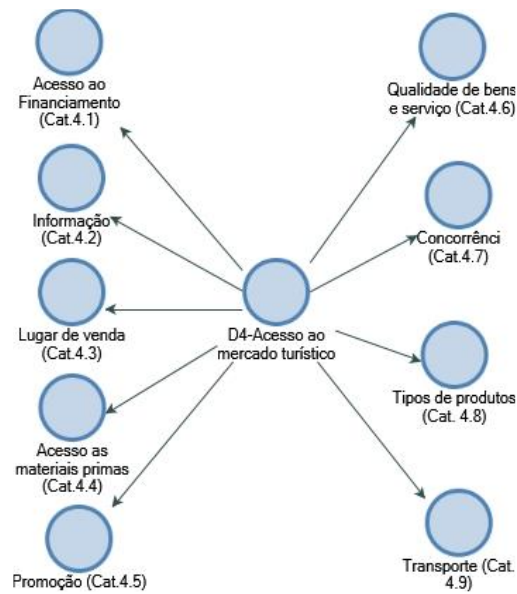 Acesso ao
Financiamento
(Cat.4.1)
Informação
(Cat.4.2)
Lugar de venda
(Cat.4.3)
Acesso as
materiais primas
(Cat.4.4)
Promoção (Cat.4.5)
D4-Acesso ao
mercado turístico
Qualidade de bens
e serviço (Cat.4.6)
Concorrênci
(Cat.4.7)
Tipos de produtos
(Cat. 4.8)
Transporte (Cat.
4.9)